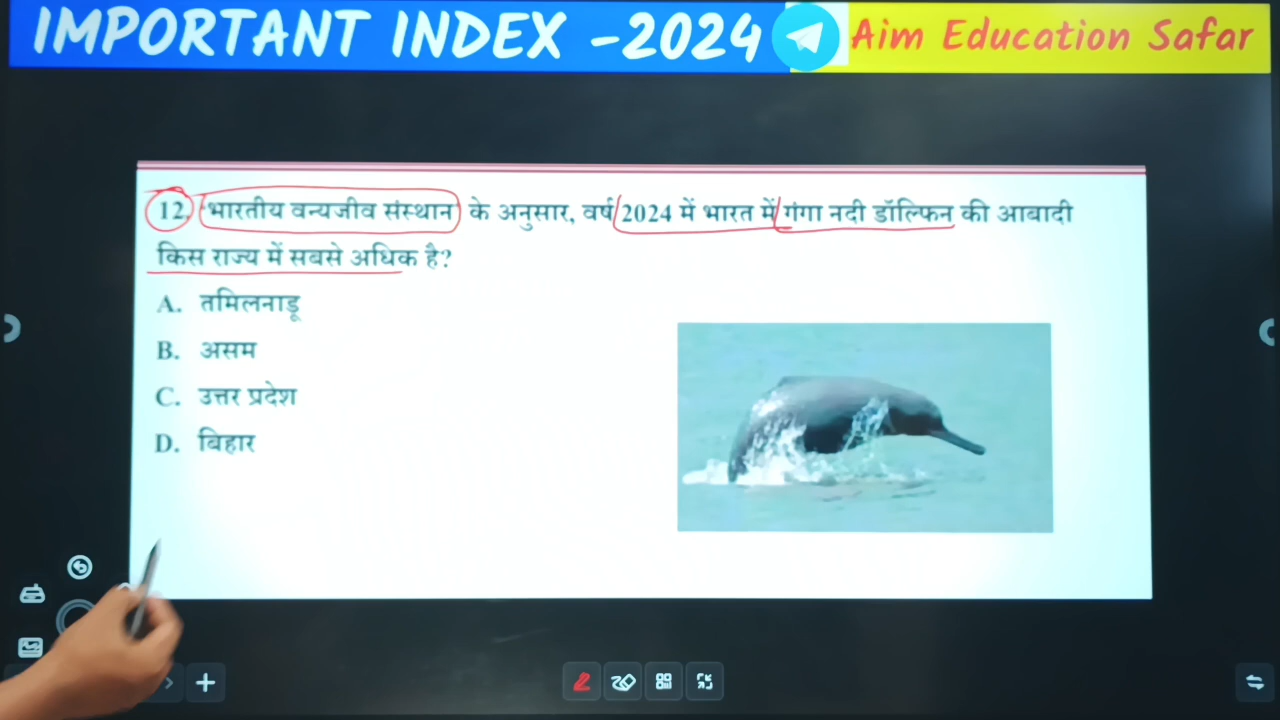 IMPORTANT INDEX -2024 Aim Education Safar
12. 'भारतीय वन्यजीव संस्थान' के अनुसार, वर्ष 2024 में भारत में गंगा नदी डॉल्फिन की आबादी
किस राज्य में सबसे अधिक है?
A. तमिलनाडू
B. असम
C. उत्तर प्रदेश
D. बिहार